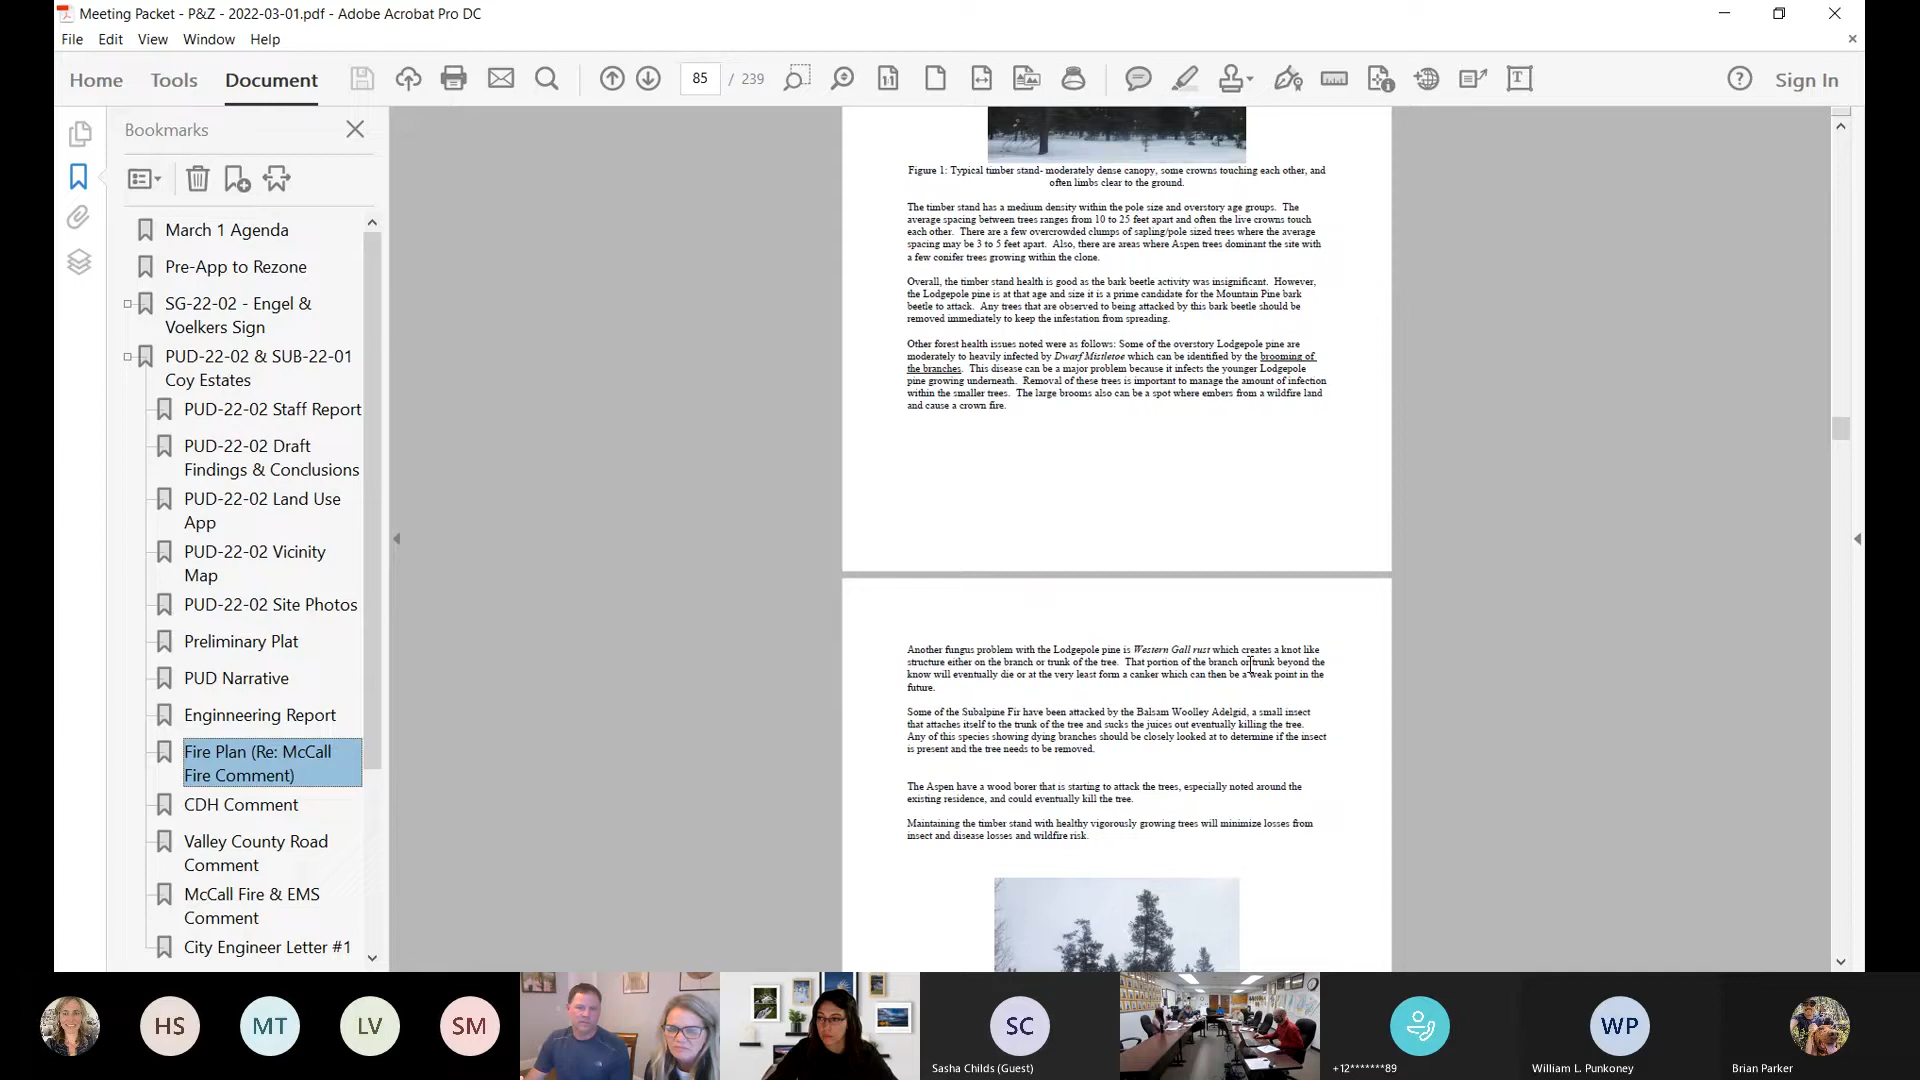 Meeting Packet - P&Z - 2022-03-01.pdf - Adobe Acrobat Pro DC
File Edit View Window Help
Home Tools Document 85 / 239 Sign In
Bookmarks
March 1 Agenda
Pre-App to Rezone
SG-22-02 - Engel &
Voelkers Sign
PUD-22-02 & SUB-22-01
Coy Estates
PUD-22-02 Staff Report
PUD-22-02 Draft
Findings & Conclusions
PUD-22-02 Land Use
App
PUD-22-02 Vicinity
Map
PUD-22-02 Site Photos
Preliminary Plat
PUD Narrative
Enginneering Report
Fire Plan (Re: McCall
Fire Comment)
CDH Comment
Valley County Road
Comment
McCall Fire & EMS
Comment
City Engineer Letter #1
Figure 1: Typical timber stand- moderately dense canopy, some crowns touching each other, and
often limbs clear to the ground.
The timber stand has a medium density within the pole size and overstory age groups. The
average spacing between trees ranges from 10 to 25 feet apart and often the live crowns touch
each other. There are a few overcrowded clumps of sapling/pole sized trees where the average
spacing may be 3 to 5 feet apart. Also, there are areas where Aspen trees dominant the site with
a few conifer trees growing within the clone.
Overall, the timber stand health is good as the bark beetle activity was insignificant. However,
the Lodgepole pine is at that age and size it is a prime candidate for the Mountain Pine bark
beetle to attack. Any trees that are observed to being attacked by this bark beetle should be
removed immediately to keep the infestation from spreading.
Other forest health issues noted were as follows: Some of the overstory Lodgepole pine are
moderately to heavily infected by Dwarf Mistletoe which can be identified by the brooming of
the branches. This disease can be a major problem because it infects the younger Lodgepole
pine growing underneath. Removal of these trees is important to manage the amount of infection
within the smaller trees. The large brooms also can be a spot where embers from a wildfire land
and cause a crown fire.
Another fungus problem with the Lodgepole pine is Western Gall rust which creates a knot like
structure either on the branch or trunk of the tree. That portion of the branch or trunk beyond the
know will eventually die or at the very least form a canker which can then be a weak point in the
future.
Some of the Subalpine Fir have been attacked by the Balsam Woolley Adelgid, a small insect
that attaches itself to the trunk of the tree and sucks the juices out eventually killing the tree.
Any of this species showing dying branches should be closely looked at to determine if the insect
is present and the tree needs to be removed.
The Aspen have a wood borer that is starting to attack the trees, especially noted around the
existing residence, and could eventually kill the tree.
Maintaining the timber stand with healthy vigorously growing trees will minimize losses from
insect and disease losses and wildfire risk.
HS MT LV SM SC WP
Sasha Childs (Guest) +12*******89 William L. Punkoney Brian Parker